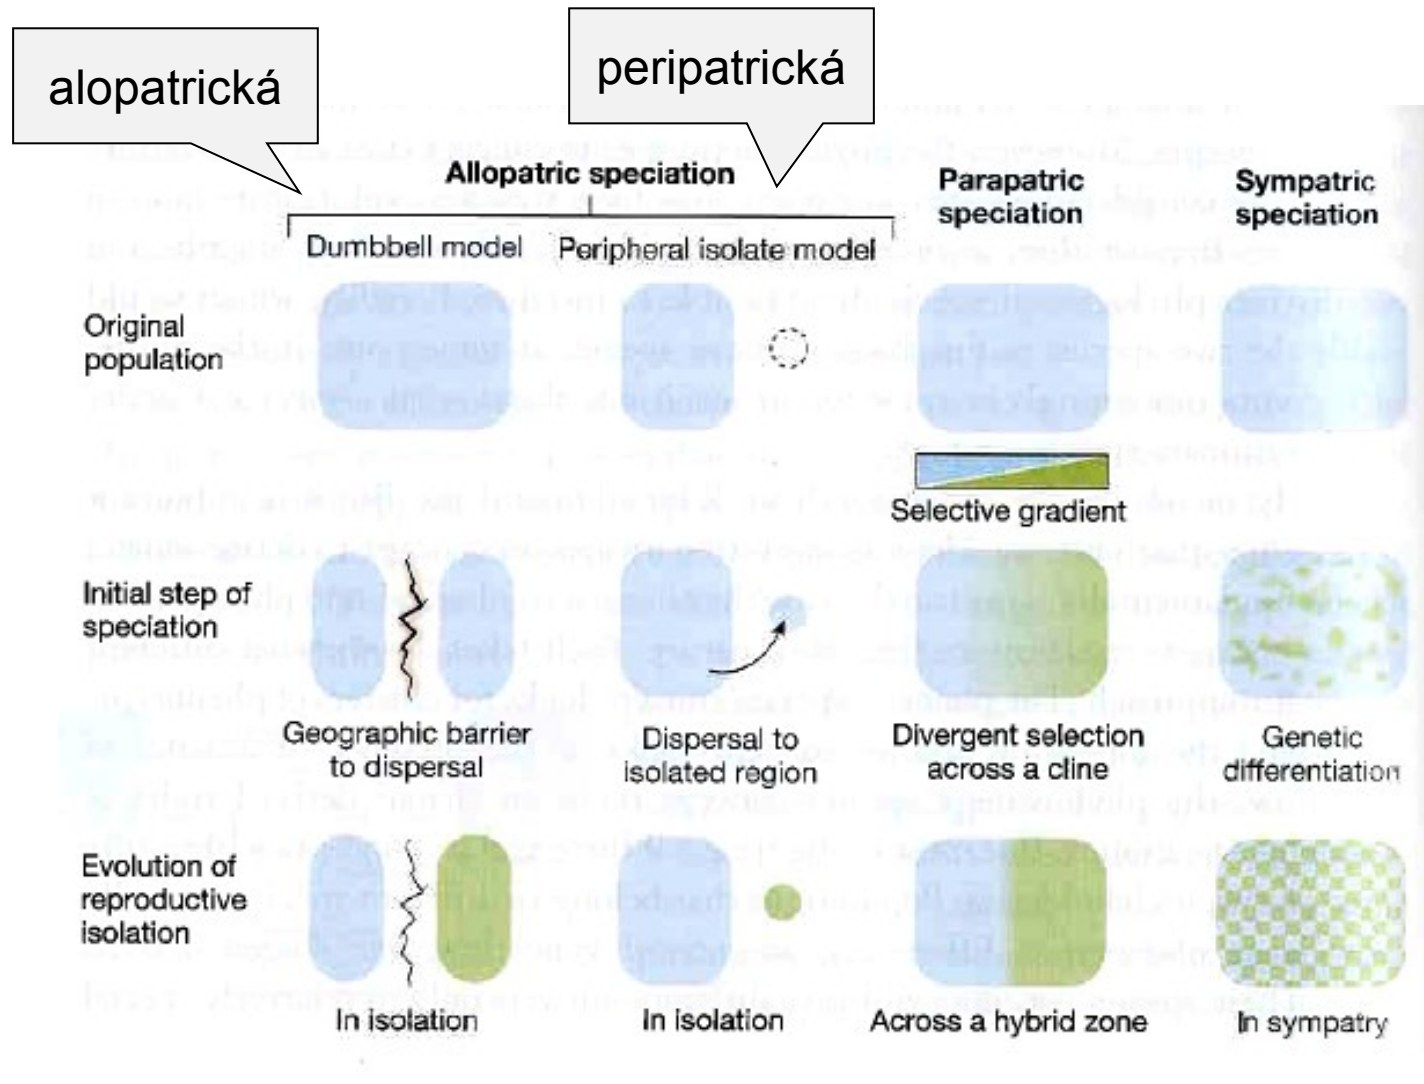 alopatrická
peripatrická
Allopatric speciation
Parapatric
speciation
Sympatric
speciation
Dumbbell model
Peripheral isolate model
Original
population
Selective gradient
Initial step of
speciation
Geographic barrier
to dispersal
Dispersal to
isolated region
Divergent selection
across a cline
Genetic
differentiation
Evolution of
reproductive
isolation
In isolation
In isolation
Across a hybrid zone
In sympatry